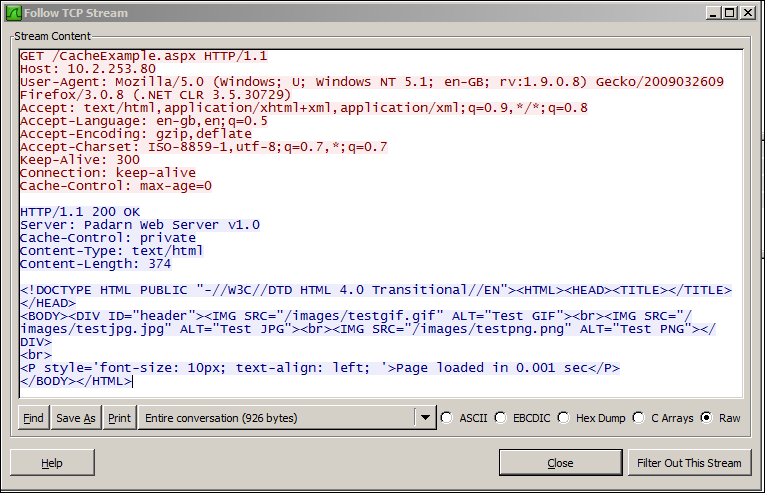 Follow TCP Stream
Stream Content
GET /CacheExample.aspx HTTP/1.1
Host: 10.2.253.80
User-Agent: Mozilla/5.0 (Windows; U; Windows NT 5.1; en-GB; rv:1.9.0.8) Gecko/2009032609
Firefox/3.0.8 (.NET CLR 3.5.30729)
Accept: text/html,application/xhtml+xml,application/xml;q=0.9,*/*;q=0.8
Accept-Language: en-gb,en;q=0.5
Accept-Encoding: gzip,deflate
Accept-Charset: ISO-8859-1,utf-8;q=0.7,*;q=0.7
Keep-Alive: 300
Connection: keep-alive
Cache-Control: max-age=0
HTTP/1.1 200 OK
Server: Padarn Web Server v1.0
Cache-Control: private
Content-Type: text/html
Content-Length: 374
<!DOCTYPE HTML PUBLIC "-//W3C//DTD HTML 4.0 Transitional//EN"><HTML><HEAD><TITLE></TITLE>
</HEAD>
<BODY><DIV ID="header"><IMG SRC="/images/testgif.gif" ALT="Test GIF"><br><IMG SRC="/
images/testjpg.jpg" ALT="Test JPG"><br><IMG SRC="/images/testpng.png" ALT="Test PNG"></
DIV>
<br>
<P style='font-size: 10px; text-align: left; '>Page loaded in 0.001 sec</P>
</BODY></HTML>
Find Save As Print Entire conversation (926 bytes) ASCII EBCDIC Hex Dump C Arrays Raw
Help Close Filter Out This Stream